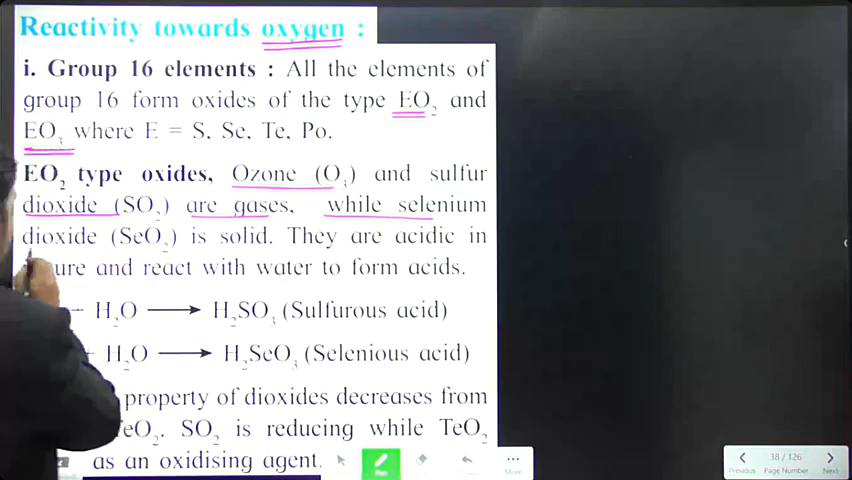 Reactivity towards oxygen :
i. Group 16 elements : All the elements of
group 16 form oxides of the type EO₂ and
EO₃ where E = S, Se, Te, Po.
EO₂ type oxides, Ozone (O₃) and sulfur
dioxide (SO₂) are gases, while selenium
dioxide (SeO₂) is solid. They are acidic in
ure and react with water to form acids.
H₂O ⟶ H₂SO₃ (Sulfurous acid)
+ H₂O ⟶ H₂SeO₃ (Selenious acid)
property of dioxides decreases from
TeO₂. SO₂ is reducing while TeO₂
as an oxidising agent.
Pen
More
38 / 126
Previous Page Number Next